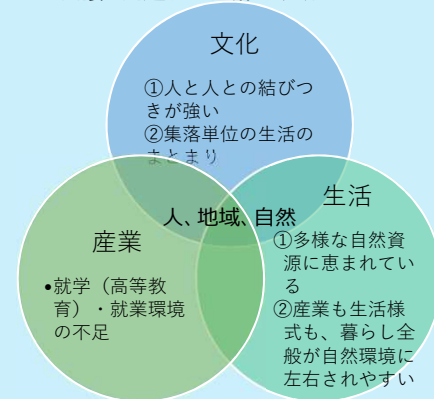 文化
①人と人との結びつ
きが強い
②集落単位の生活の
まとまり
人、地域、自然
産業
•就学（高等教
育）・就業環境
の不足
生活
①多様な自然資
源に恵まれてい
る
②産業も生活様
式も、暮らし全
般が自然環境に
左右されやすい